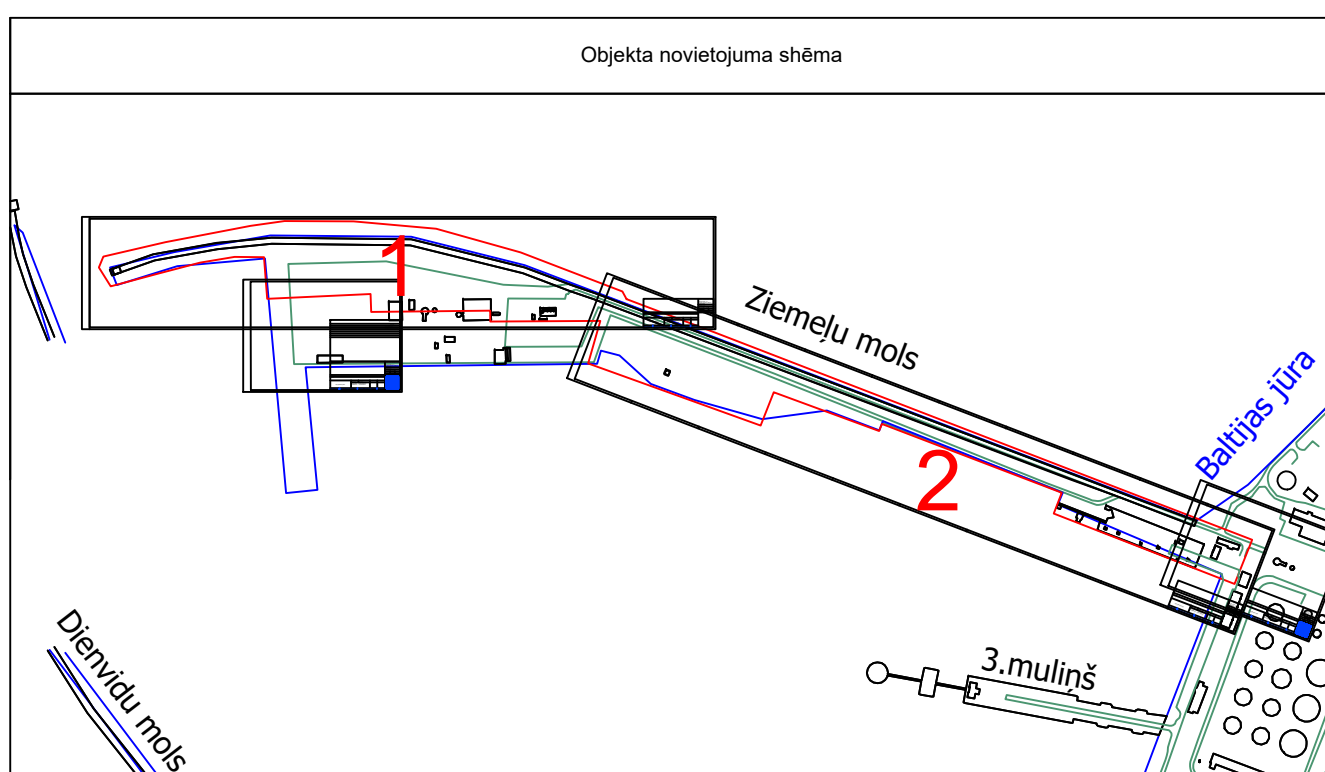 Objekta novietojuma shēma
1
Ziemeļu mols
Baltijas jūra
2
Dienvidu mols
3.muliņš